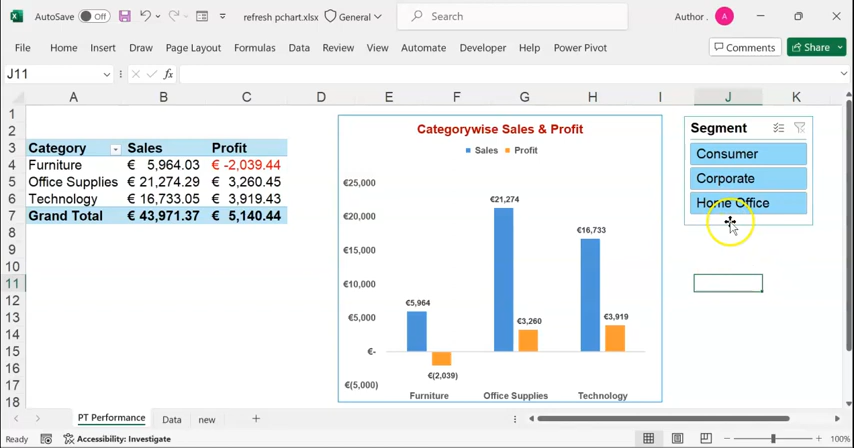 AutoSave Off refresh pchart.xlsx General Search Author . A
File Home Insert Draw Page Layout Formulas Data Review View Automate Developer Help Power Pivot Comments Share
J11 fx
A B C D E F G H I J K
1
2
3 Category Sales Profit
4 Furniture € 5,964.03 € -2,039.44
5 Office Supplies € 21,274.29 € 3,260.45
6 Technology € 16,733.05 € 3,919.43
7 Grand Total € 43,971.37 € 5,140.44
8
9
10
11
12
13
14
15
16
17
18
Categorywise Sales & Profit
Sales Profit
€25,000
€20,000
€15,000
€10,000
€5,000
€-
€(5,000)
€5,964
€(2,039)
€21,274
€3,260
€16,733
€3,919
Furniture Office Supplies Technology
Segment
Consumer
Corporate
Home Office
PT Performance Data new
Ready Accessibility: Investigate 100%